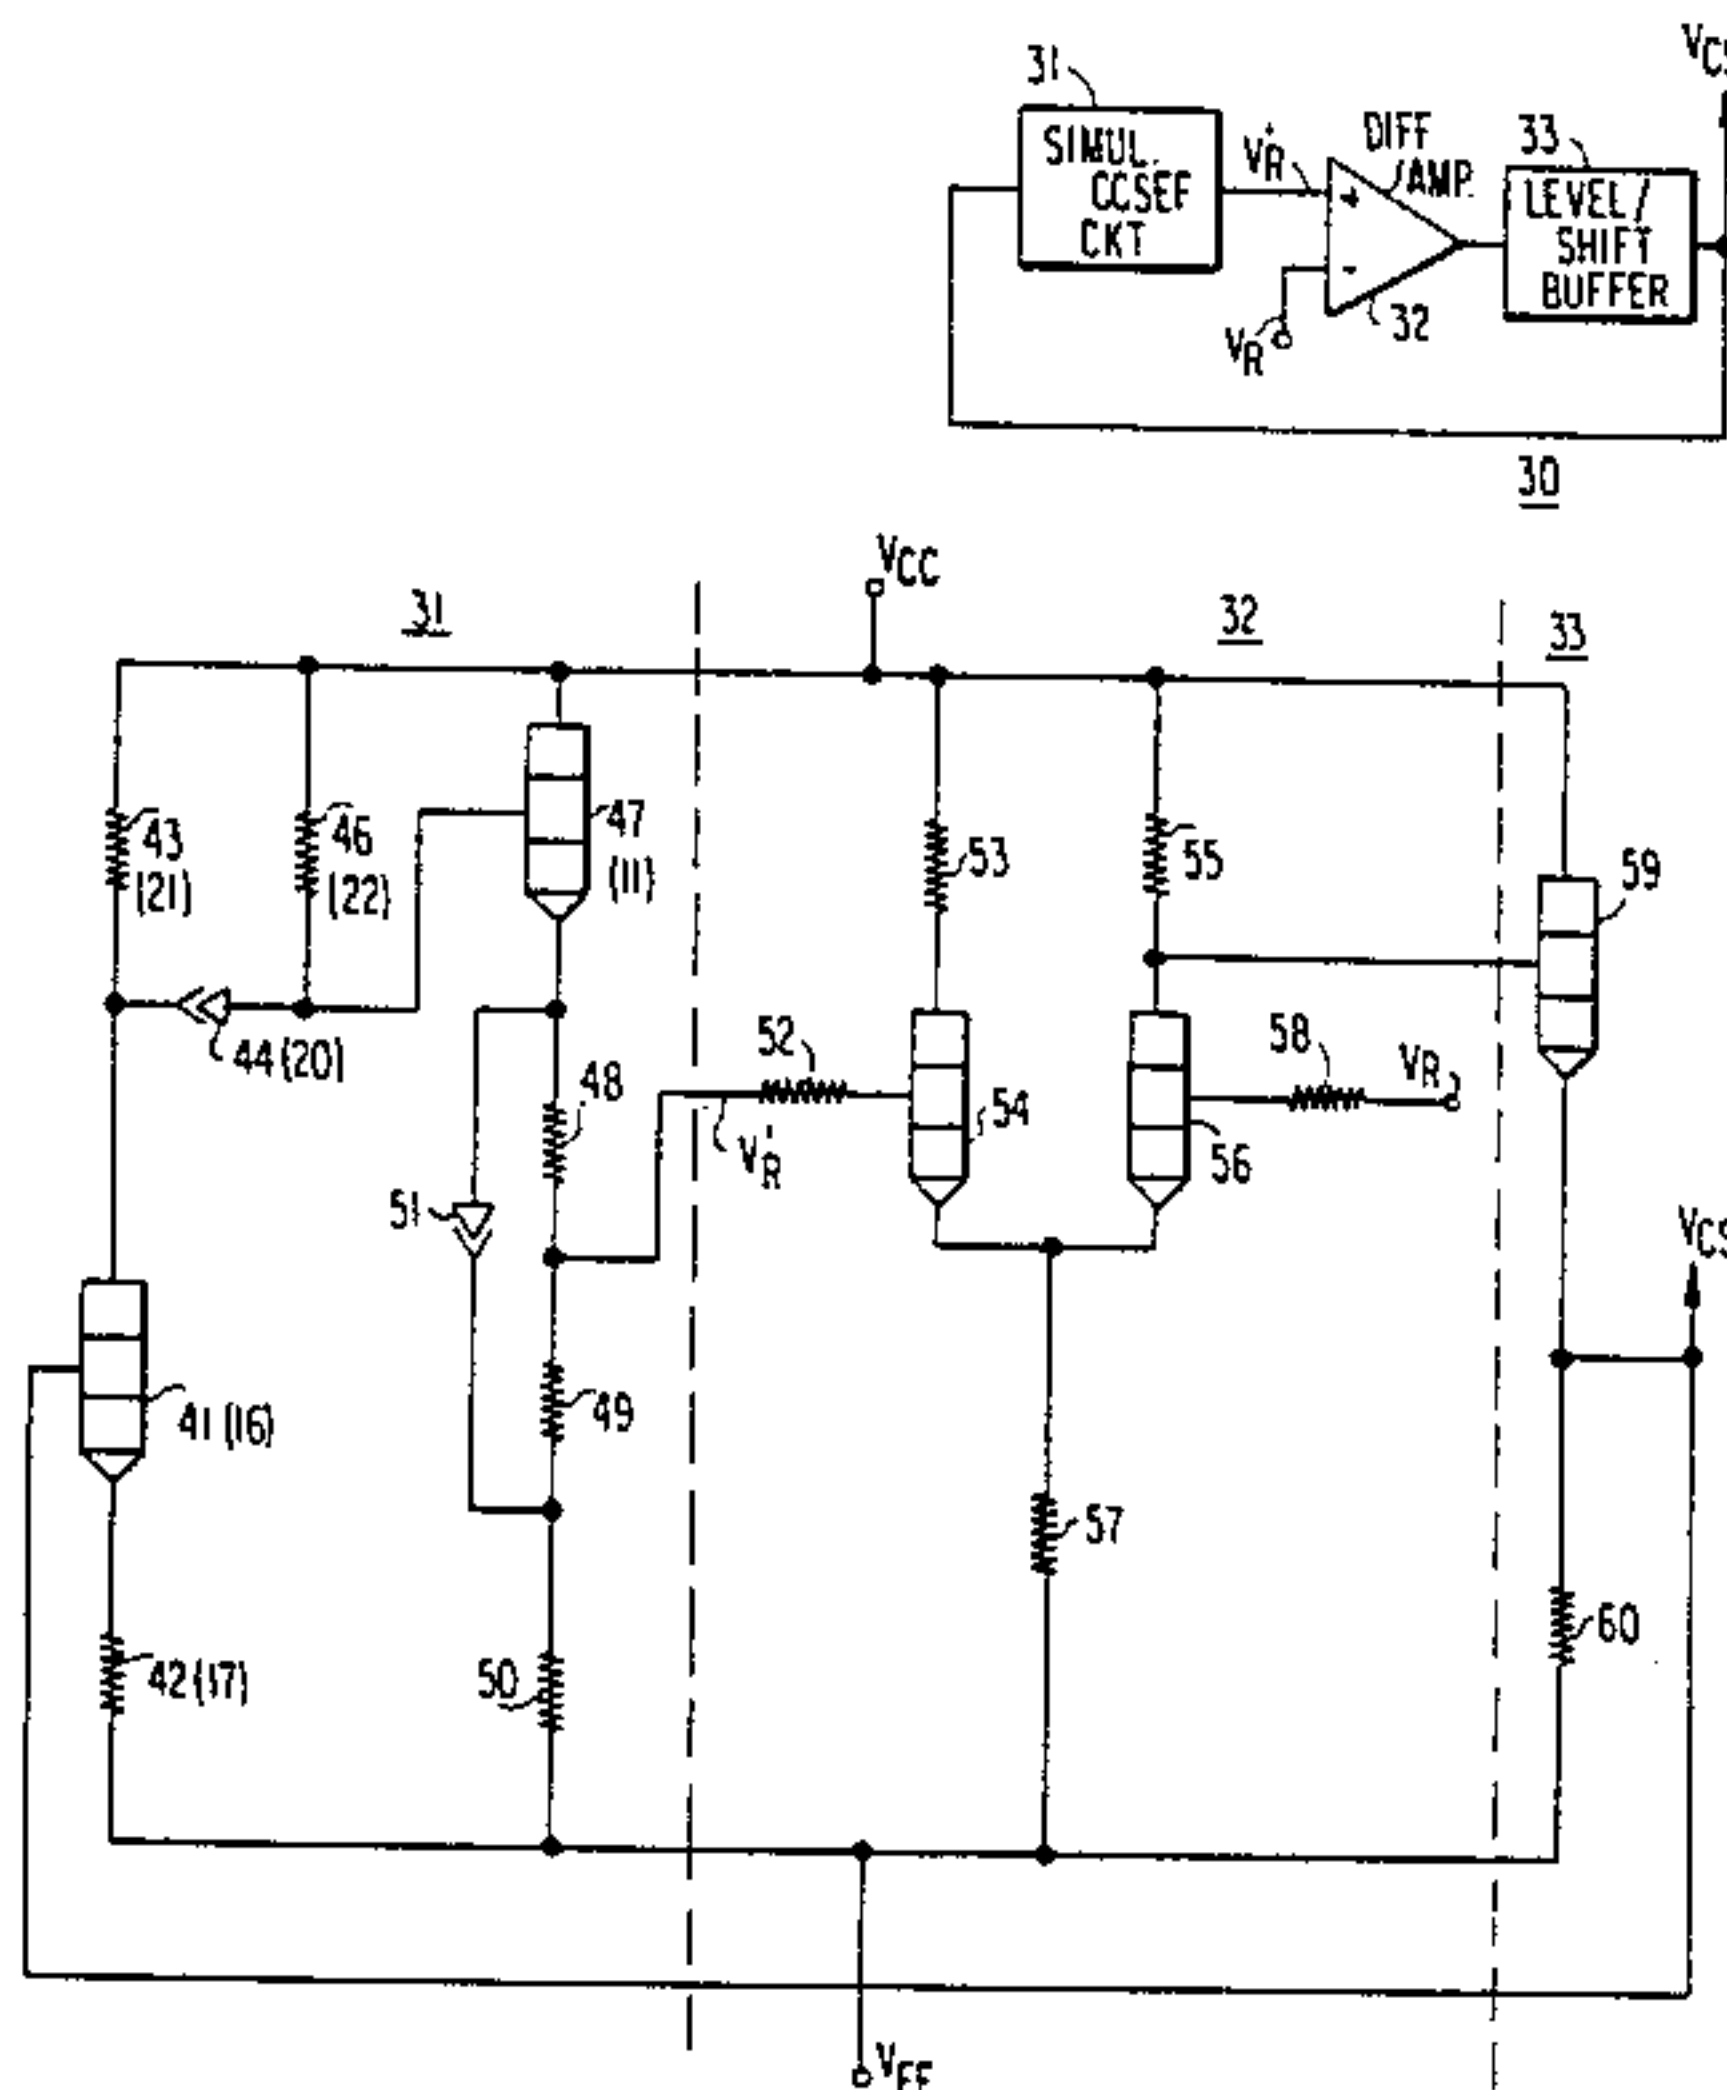 31
SIMUL.
CCSEF
CKT
V'R
DIFF
AMP.
+
-
VR
32
33
LEVEL/
SHIFT
BUFFER
VCS
30
VCC
31
32
33
43
(21)
46
(22)
47
(11)
44(20)
48
51
49
41(16)
42(17)
50
V'R
52
53
54
55
56
58
VR
57
59
VCS
60
VEE